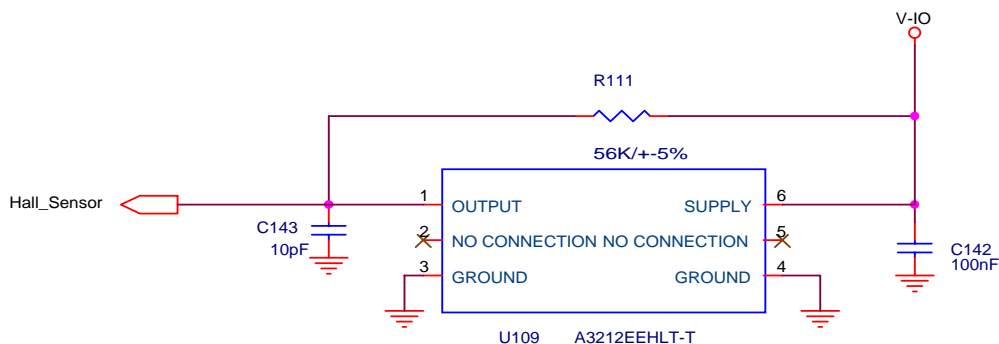 V-IO
R111
56K/+-5%
Hall_Sensor
1 OUTPUT SUPPLY 6
C143
10pF
2 NO CONNECTION NO CONNECTION 5
C142
100nF
3 GROUND GROUND 4
U109 A3212EEHLT-T